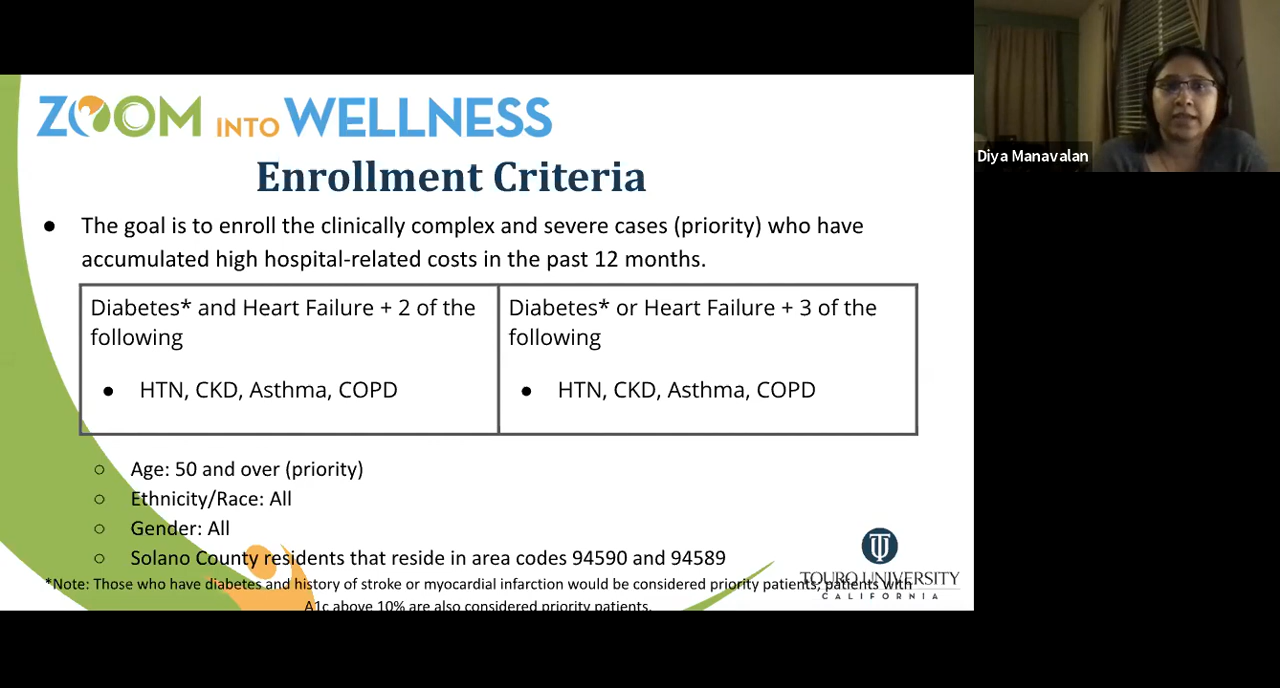 ZOOM INTO WELLNESS
Enrollment Criteria
● The goal is to enroll the clinically complex and severe cases (priority) who have
accumulated high hospital-related costs in the past 12 months.
Diabetes* and Heart Failure + 2 of the
following
● HTN, CKD, Asthma, COPD
Diabetes* or Heart Failure + 3 of the
following
● HTN, CKD, Asthma, COPD
○ Age: 50 and over (priority)
○ Ethnicity/Race: All
○ Gender: All
○ Solano County residents that reside in area codes 94590 and 94589
*Note: Those who have diabetes and history of stroke or myocardial infarction would be considered priority patients; patients with
A1c above 10% are also considered priority patients.
TOURO UNIVERSITY
CALIFORNIA
Diya Manavalan